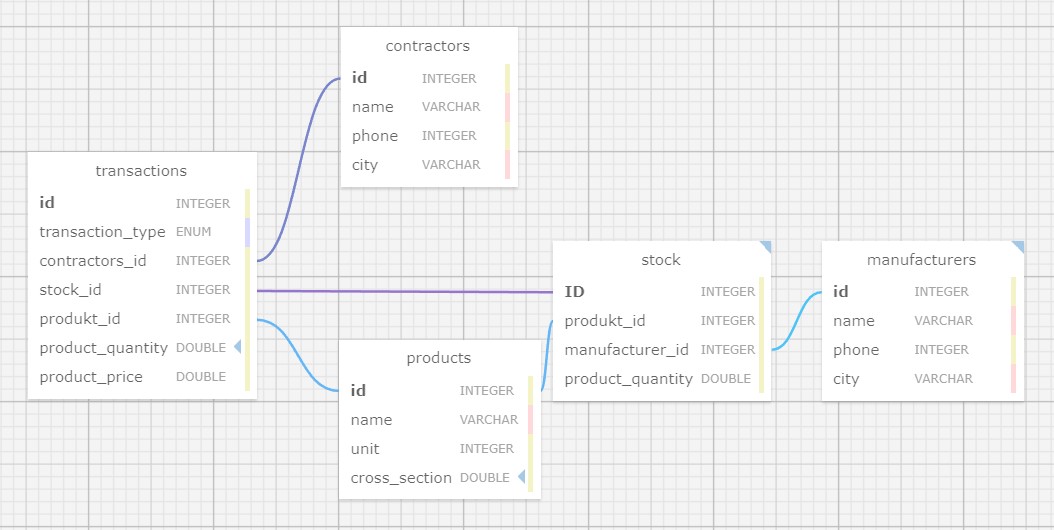 contractors
id INTEGER
name VARCHAR
phone INTEGER
city VARCHAR
transactions
id INTEGER
transaction_type ENUM
contractors_id INTEGER
stock_id INTEGER
produkt_id INTEGER
product_quantity DOUBLE
product_price DOUBLE
products
id INTEGER
name VARCHAR
unit INTEGER
cross_section DOUBLE
stock
ID INTEGER
produkt_id INTEGER
manufacturer_id INTEGER
product_quantity DOUBLE
manufacturers
id INTEGER
name VARCHAR
phone INTEGER
city VARCHAR